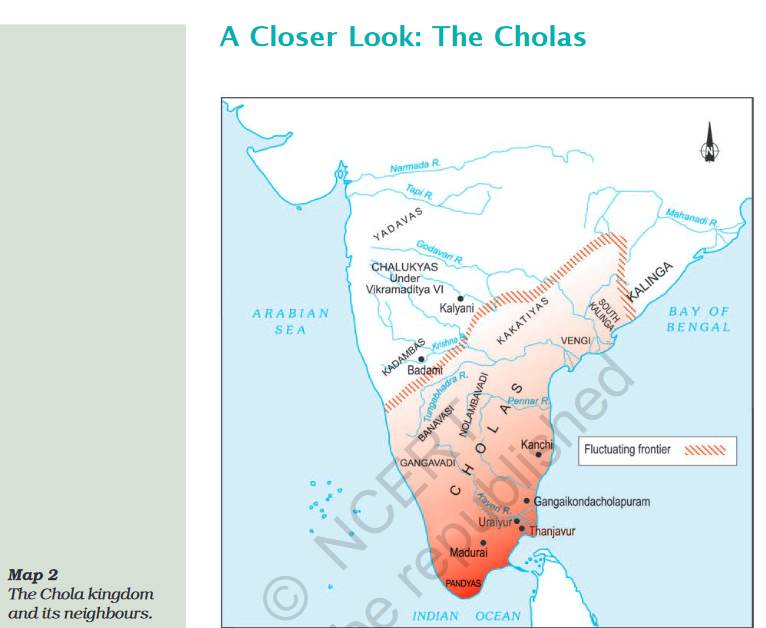 A Closer Look: The Cholas
N
Narmada R.
Tapi R.
Mahanadi R.
YADAVAS
Godavari R.
CHALUKYAS
Under
Vikramaditya VI
KALINGA
Kalyani
SOUTH
KALINGA
KAKATIYAS
ARABIAN
SEA
BAY OF
BENGAL
VENGI
Krishna R.
KADAMBAS
Badami
Tungabhadra R.
NOLAMBAVADI
BANAVASI
Pennar R.
CHOLAS
Kanchi
Fluctuating frontier
GANGAVADI
Kaveri R.
Gangaikondacholapuram
Uraiyur
Thanjavur
Madurai
PANDYAS
INDIAN OCEAN
Map 2
The Chola kingdom
and its neighbours.
© NCERT
be republished